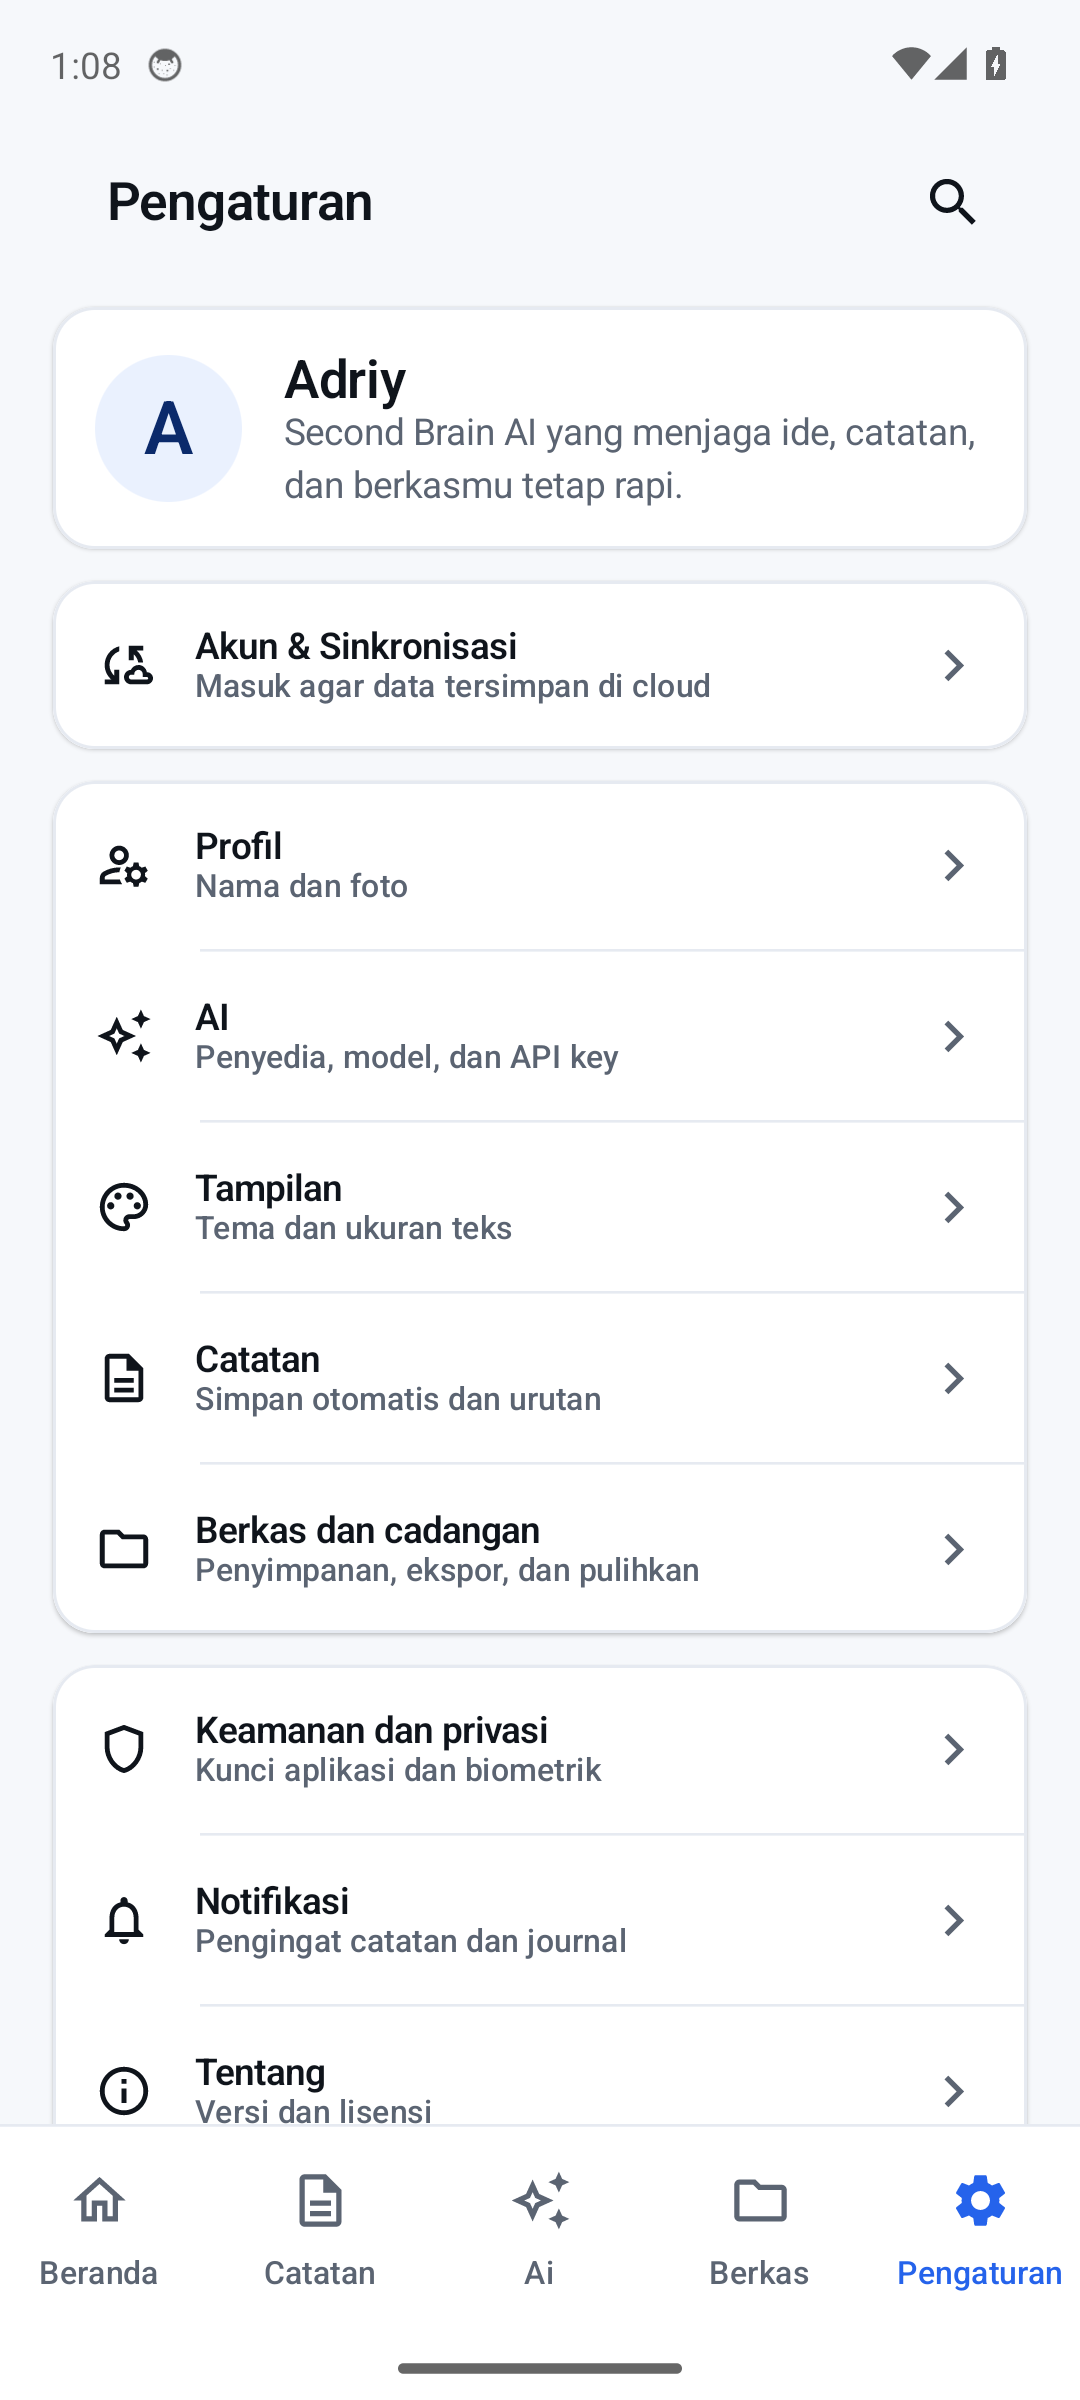 1:08
Pengaturan
A
Adriy
Second Brain AI yang menjaga ide, catatan,
dan berkasmu tetap rapi.
Akun & Sinkronisasi
Masuk agar data tersimpan di cloud
Profil
Nama dan foto
AI
Penyedia, model, dan API key
Tampilan
Tema dan ukuran teks
Catatan
Simpan otomatis dan urutan
Berkas dan cadangan
Penyimpanan, ekspor, dan pulihkan
Keamanan dan privasi
Kunci aplikasi dan biometrik
Notifikasi
Pengingat catatan dan journal
Tentang
Versi dan lisensi
Beranda
Catatan
Ai
Berkas
Pengaturan